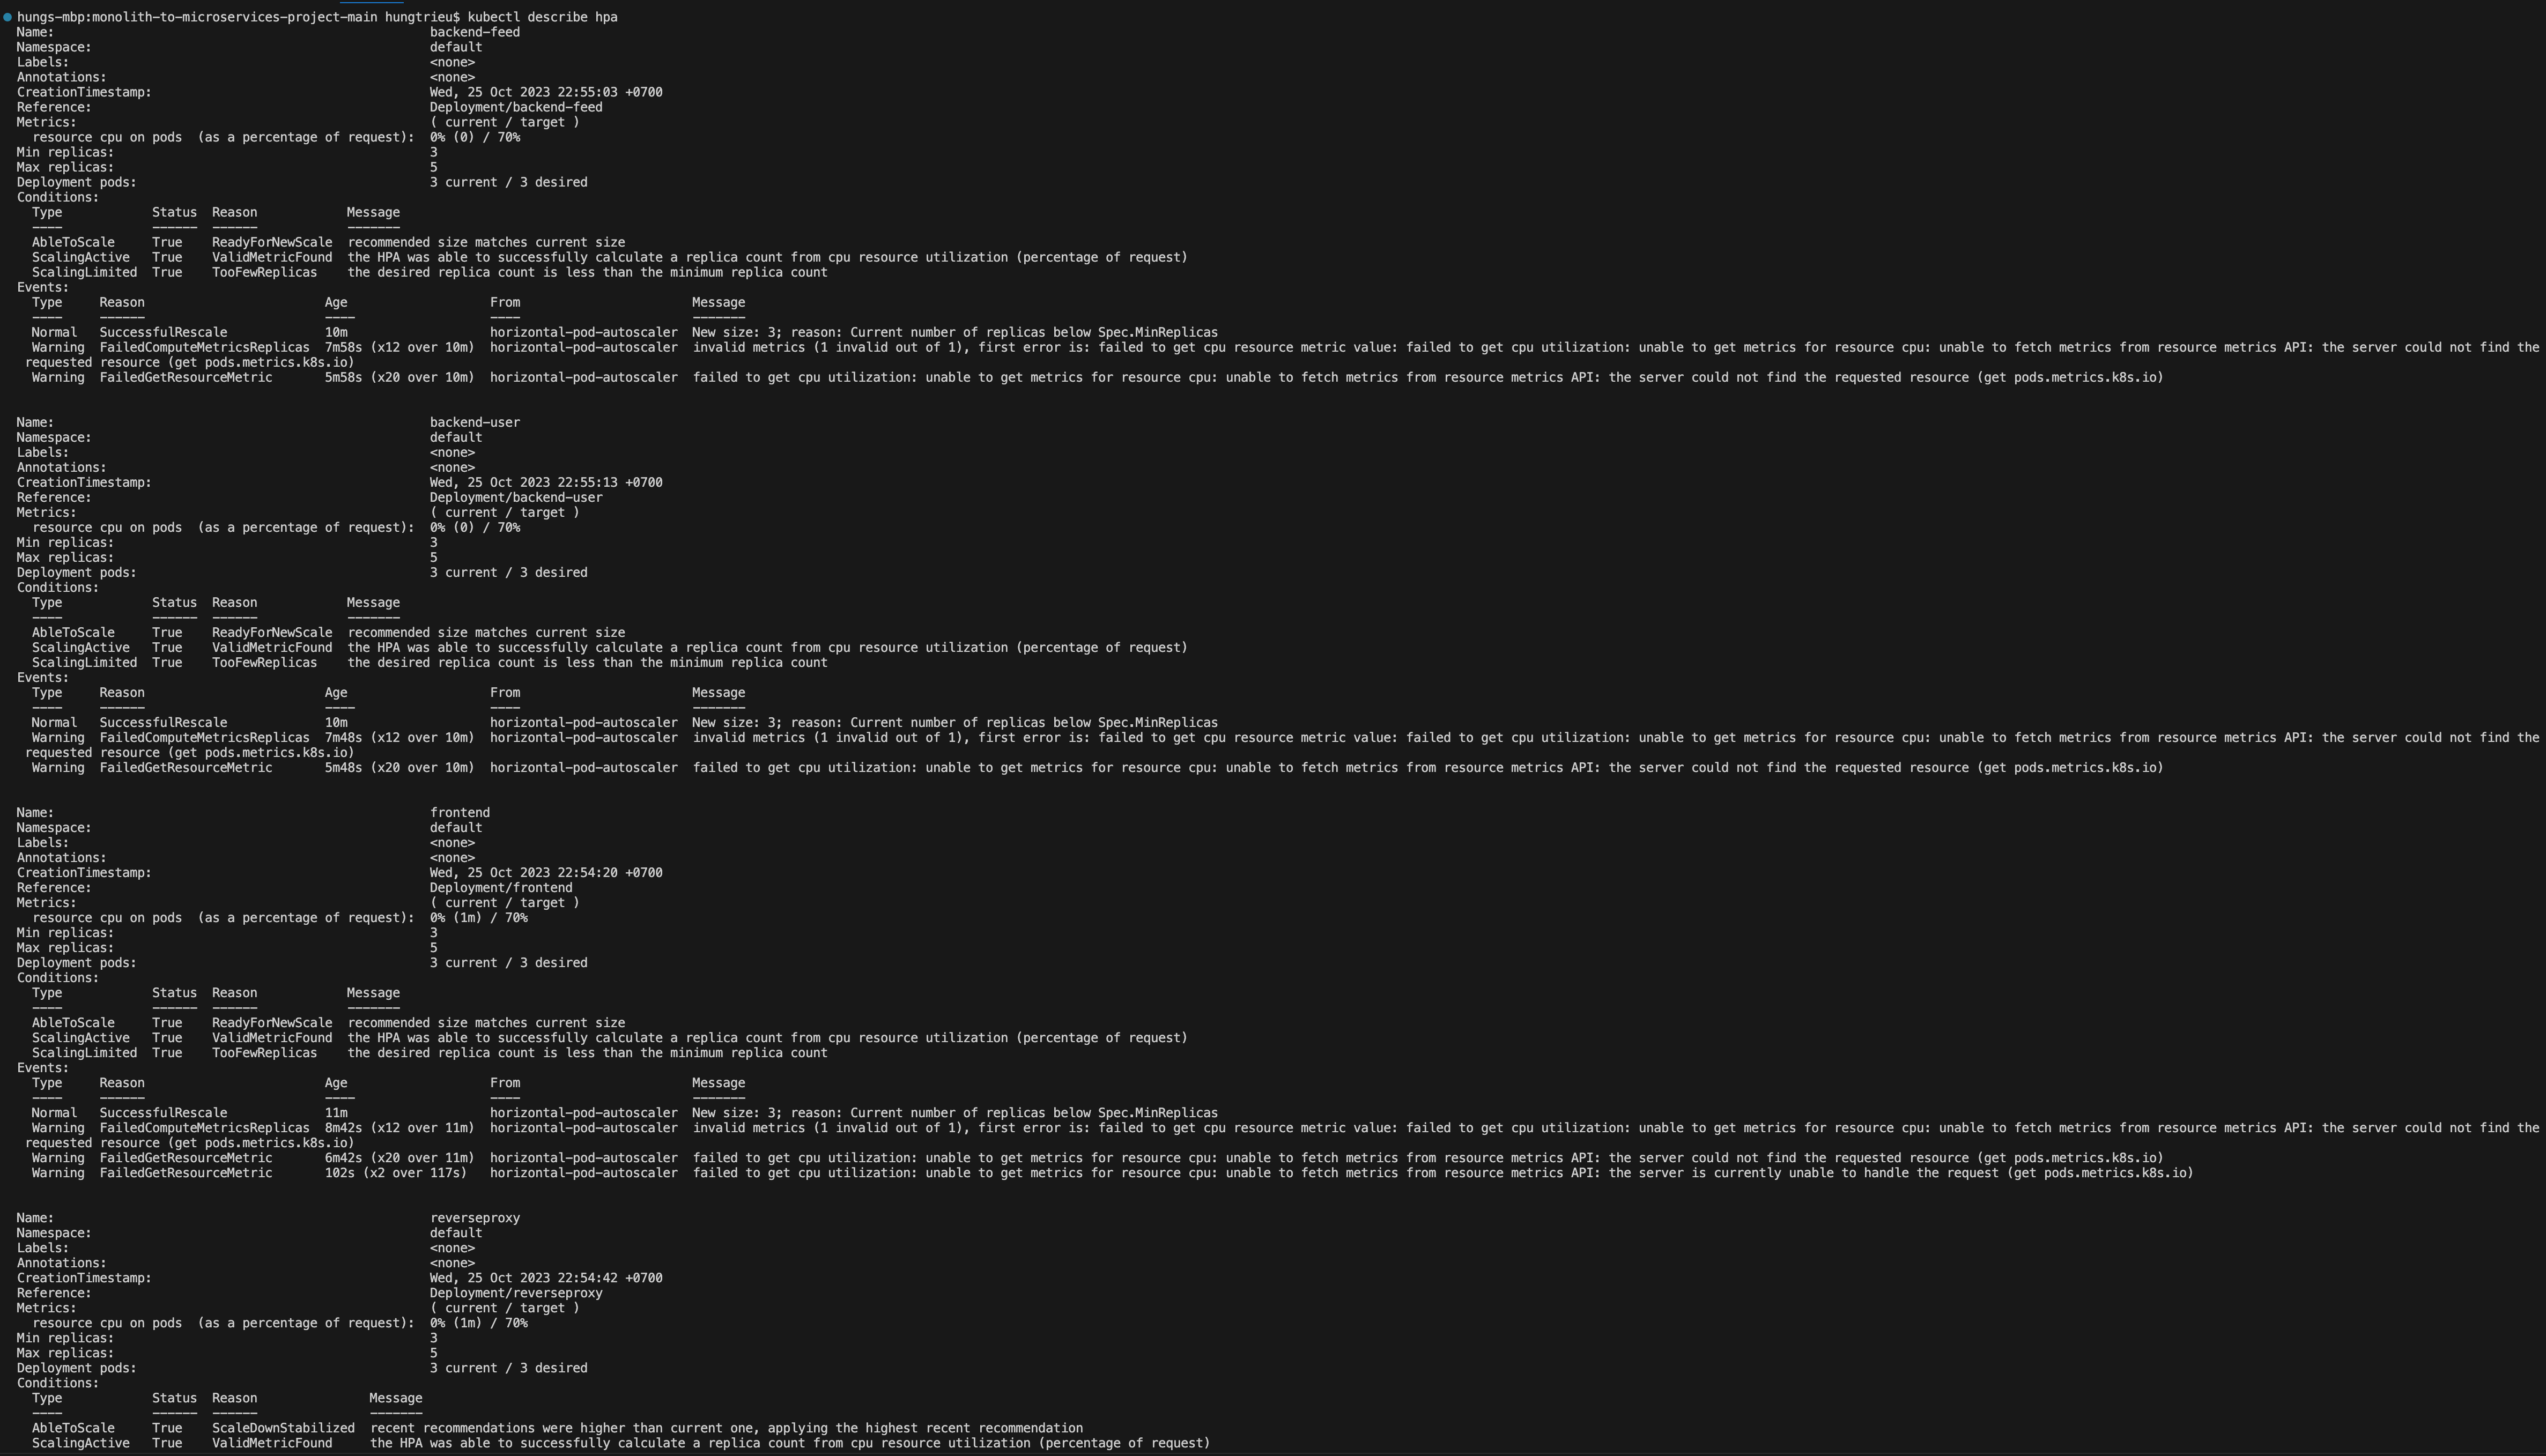 hungs-mbp:monolith-to-microservices-project-main hungtrieu$ kubectl describe hpa
Name:                                                  backend-feed
Namespace:                                             default
Labels:                                                <none>
Annotations:                                           <none>
CreationTimestamp:                                     Wed, 25 Oct 2023 22:55:03 +0700
Reference:                                             Deployment/backend-feed
Metrics:                                               ( current / target )
  resource cpu on pods  (as a percentage of request):  0% (0) / 70%
Min replicas:                                          3
Max replicas:                                          5
Deployment pods:                                       3 current / 3 desired
Conditions:
  Type            Status  Reason            Message
  ----            ------  ------            -------
  AbleToScale     True    ReadyForNewScale  recommended size matches current size
  ScalingActive   True    ValidMetricFound  the HPA was able to successfully calculate a replica count from cpu resource utilization (percentage of request)
  ScalingLimited  True    TooFewReplicas    the desired replica count is less than the minimum replica count
Events:
  Type     Reason                        Age                   From                       Message
  ----     ------                        ----                  ----                       -------
  Normal   SuccessfulRescale             10m                   horizontal-pod-autoscaler  New size: 3; reason: Current number of replicas below Spec.MinReplicas
  Warning  FailedComputeMetricsReplicas  7m58s (x12 over 10m)  horizontal-pod-autoscaler  invalid metrics (1 invalid out of 1), first error is: failed to get cpu resource metric value: failed to get cpu utilization: unable to get metrics for resource cpu: unable to fetch metrics from resource metrics API: the server could not find the
 requested resource (get pods.metrics.k8s.io)
  Warning  FailedGetResourceMetric       5m58s (x20 over 10m)  horizontal-pod-autoscaler  failed to get cpu utilization: unable to get metrics for resource cpu: unable to fetch metrics from resource metrics API: the server could not find the requested resource (get pods.metrics.k8s.io)
Name:                                                  backend-user
Namespace:                                             default
Labels:                                                <none>
Annotations:                                           <none>
CreationTimestamp:                                     Wed, 25 Oct 2023 22:55:13 +0700
Reference:                                             Deployment/backend-user
Metrics:                                               ( current / target )
  resource cpu on pods  (as a percentage of request):  0% (0) / 70%
Min replicas:                                          3
Max replicas:                                          5
Deployment pods:                                       3 current / 3 desired
Conditions:
  Type            Status  Reason            Message
  ----            ------  ------            -------
  AbleToScale     True    ReadyForNewScale  recommended size matches current size
  ScalingActive   True    ValidMetricFound  the HPA was able to successfully calculate a replica count from cpu resource utilization (percentage of request)
  ScalingLimited  True    TooFewReplicas    the desired replica count is less than the minimum replica count
Events:
  Type     Reason                        Age                   From                       Message
  ----     ------                        ----                  ----                       -------
  Normal   SuccessfulRescale             10m                   horizontal-pod-autoscaler  New size: 3; reason: Current number of replicas below Spec.MinReplicas
  Warning  FailedComputeMetricsReplicas  7m48s (x12 over 10m)  horizontal-pod-autoscaler  invalid metrics (1 invalid out of 1), first error is: failed to get cpu resource metric value: failed to get cpu utilization: unable to get metrics for resource cpu: unable to fetch metrics from resource metrics API: the server could not find the
 requested resource (get pods.metrics.k8s.io)
  Warning  FailedGetResourceMetric       5m48s (x20 over 10m)  horizontal-pod-autoscaler  failed to get cpu utilization: unable to get metrics for resource cpu: unable to fetch metrics from resource metrics API: the server could not find the requested resource (get pods.metrics.k8s.io)
Name:                                                  frontend
Namespace:                                             default
Labels:                                                <none>
Annotations:                                           <none>
CreationTimestamp:                                     Wed, 25 Oct 2023 22:54:20 +0700
Reference:                                             Deployment/frontend
Metrics:                                               ( current / target )
  resource cpu on pods  (as a percentage of request):  0% (1m) / 70%
Min replicas:                                          3
Max replicas:                                          5
Deployment pods:                                       3 current / 3 desired
Conditions:
  Type            Status  Reason            Message
  ----            ------  ------            -------
  AbleToScale     True    ReadyForNewScale  recommended size matches current size
  ScalingActive   True    ValidMetricFound  the HPA was able to successfully calculate a replica count from cpu resource utilization (percentage of request)
  ScalingLimited  True    TooFewReplicas    the desired replica count is less than the minimum replica count
Events:
  Type     Reason                        Age                   From                       Message
  ----     ------                        ----                  ----                       -------
  Normal   SuccessfulRescale             11m                   horizontal-pod-autoscaler  New size: 3; reason: Current number of replicas below Spec.MinReplicas
  Warning  FailedComputeMetricsReplicas  8m42s (x12 over 11m)  horizontal-pod-autoscaler  invalid metrics (1 invalid out of 1), first error is: failed to get cpu resource metric value: failed to get cpu utilization: unable to get metrics for resource cpu: unable to fetch metrics from resource metrics API: the server could not find the
 requested resource (get pods.metrics.k8s.io)
  Warning  FailedGetResourceMetric       6m42s (x20 over 11m)  horizontal-pod-autoscaler  failed to get cpu utilization: unable to get metrics for resource cpu: unable to fetch metrics from resource metrics API: the server could not find the requested resource (get pods.metrics.k8s.io)
  Warning  FailedGetResourceMetric       102s (x2 over 117s)   horizontal-pod-autoscaler  failed to get cpu utilization: unable to get metrics for resource cpu: unable to fetch metrics from resource metrics API: the server is currently unable to handle the request (get pods.metrics.k8s.io)
Name:                                                  reverseproxy
Namespace:                                             default
Labels:                                                <none>
Annotations:                                           <none>
CreationTimestamp:                                     Wed, 25 Oct 2023 22:54:42 +0700
Reference:                                             Deployment/reverseproxy
Metrics:                                               ( current / target )
  resource cpu on pods  (as a percentage of request):  0% (1m) / 70%
Min replicas:                                          3
Max replicas:                                          5
Deployment pods:                                       3 current / 3 desired
Conditions:
  Type            Status  Reason               Message
  ----            ------  ------               -------
  AbleToScale     True    ScaleDownStabilized  recent recommendations were higher than current one, applying the highest recent recommendation
  ScalingActive   True    ValidMetricFound     the HPA was able to successfully calculate a replica count from cpu resource utilization (percentage of request)